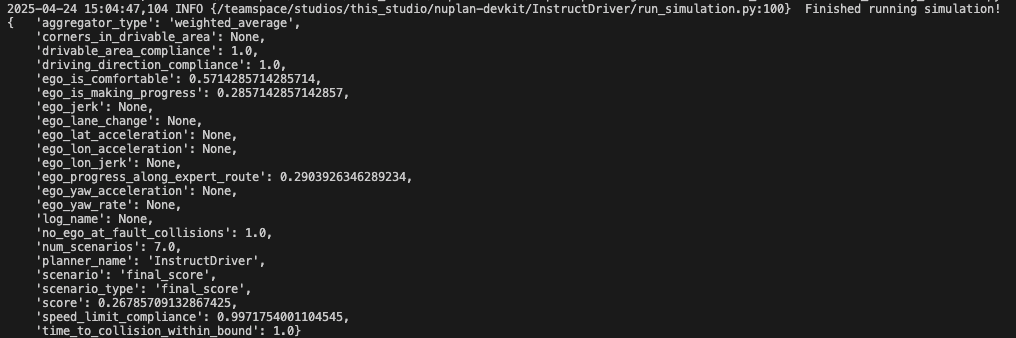 2025-04-24 15:04:47,104 INFO {/teamspace/studios/this_studio/nuplan-devkit/InstructDriver/run_simulation.py:100}  Finished running simulation!
{   'aggregator_type': 'weighted_average',
    'corners_in_drivable_area': None,
    'drivable_area_compliance': 1.0,
    'driving_direction_compliance': 1.0,
    'ego_is_comfortable': 0.5714285714285714,
    'ego_is_making_progress': 0.2857142857142857,
    'ego_jerk': None,
    'ego_lane_change': None,
    'ego_lat_acceleration': None,
    'ego_lon_acceleration': None,
    'ego_lon_jerk': None,
    'ego_progress_along_expert_route': 0.2903926346289234,
    'ego_yaw_acceleration': None,
    'ego_yaw_rate': None,
    'log_name': None,
    'no_ego_at_fault_collisions': 1.0,
    'num_scenarios': 7.0,
    'planner_name': 'InstructDriver',
    'scenario': 'final_score',
    'scenario_type': 'final_score',
    'score': 0.26785709132867425,
    'speed_limit_compliance': 0.9971754001104545,
    'time_to_collision_within_bound': 1.0}